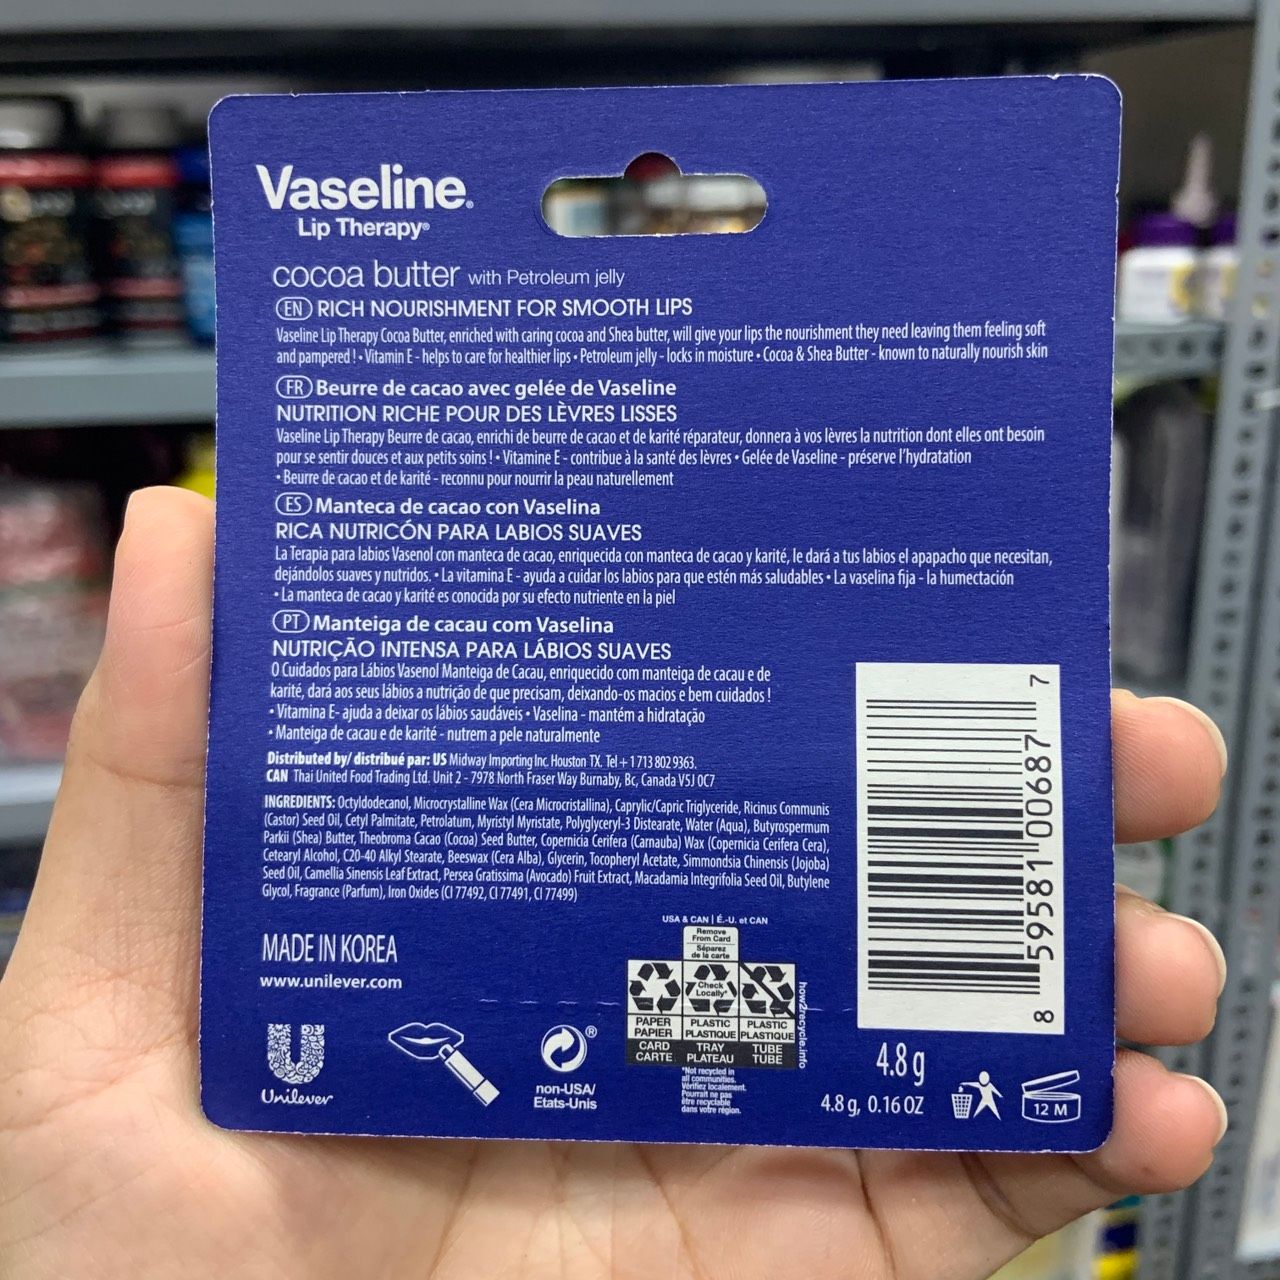 Vaseline®
Lip Therapy®
cocoa butter with Petroleum jelly
EN RICH NOURISHMENT FOR SMOOTH LIPS
Vaseline Lip Therapy Cocoa Butter, enriched with caring cocoa and Shea butter, will give your lips the nourishment they need leaving them feeling soft
and pampered ! • Vitamin E - helps to care for healthier lips • Petroleum jelly - locks in moisture • Cocoa & Shea Butter - known to naturally nourish skin
FR Beurre de cacao avec gelée de Vaseline
NUTRITION RICHE POUR DES LÈVRES LISSES
Vaseline Lip Therapy Beurre de cacao, enrichi de beurre de cacao et de karité réparateur, donnera à vos lèvres la nutrition dont elles ont besoin
pour se sentir douces et aux petits soins ! • Vitamine E - contribue à la santé des lèvres • Gelée de Vaseline - préserve l'hydratation
• Beurre de cacao et de karité - reconnu pour nourrir la peau naturellement
ES Manteca de cacao con Vaselina
RICA NUTRICÓN PARA LABIOS SUAVES
La Terapia para labios Vasenol con manteca de cacao, enriquecida con manteca de cacao y karité, le dará a tus labios el apapacho que necesitan,
dejándolos suaves y nutridos. • La vitamina E - ayuda a cuidar los labios para que estén más saludables • La vaselina fija - la humectación
• La manteca de cacao y karité es conocida por su efecto nutriente en la piel
PT Manteiga de cacau com Vaselina
NUTRIÇÃO INTENSA PARA LÁBIOS SUAVES
O Cuidados para Lábios Vasenol Manteiga de Cacau, enriquecido com manteiga de cacau e de
karité, dará aos seus lábios a nutrição de que precisam, deixando-os macios e bem cuidados !
• Vitamina E- ajuda a deixar os lábios saudáveis • Vaselina - mantém a hidratação
• Manteiga de cacau e de karité - nutrem a pele naturalmente
Distributed by/ distribué par: US Midway Importing Inc. Houston TX. Tel + 1 713 802 9363.
CAN Thai United Food Trading Ltd. Unit 2 - 7978 North Fraser Way Burnaby, Bc, Canada V5J 0C7
INGREDIENTS: Octyldodecanol, Microcrystalline Wax (Cera Microcristallina), Caprylic/Capric Triglyceride, Ricinus Communis
(Castor) Seed Oil, Cetyl Palmitate, Petrolatum, Myristyl Myristate, Polyglyceryl-3 Distearate, Water (Aqua), Butyrospermum
Parkii (Shea) Butter, Theobroma Cacao (Cocoa) Seed Butter, Copernicia Cerifera (Carnauba) Wax (Copernicia Cerifera Cera),
Cetearyl Alcohol, C20-40 Alkyl Stearate, Beeswax (Cera Alba), Glycerin, Tocopheryl Acetate, Simmondsia Chinensis (Jojoba)
Seed Oil, Camellia Sinensis Leaf Extract, Persea Gratissima (Avocado) Fruit Extract, Macadamia Integrifolia Seed Oil, Butylene
Glycol, Fragrance (Parfum), Iron Oxides (CI 77492, CI 77491, CI 77499)
MADE IN KOREA
www.unilever.com
Unilever
non-USA/
Etats-Unis
USA & CAN | É.-U. et CAN
Remove
From Card
Séparez
de la carte
Check
Locally*
PAPER PLASTIC PLASTIC
PAPIER PLASTIQUE PLASTIQUE
CARD TRAY TUBE
CARTE PLATEAU TUBE
how2recycle.info
*Not recycled in
all communities.
Vérifiez localement.
Pourrait ne pas
être recyclable
dans votre région.
8 59581 00687 7
4.8 g
4.8 g, 0.16 OZ
12 M